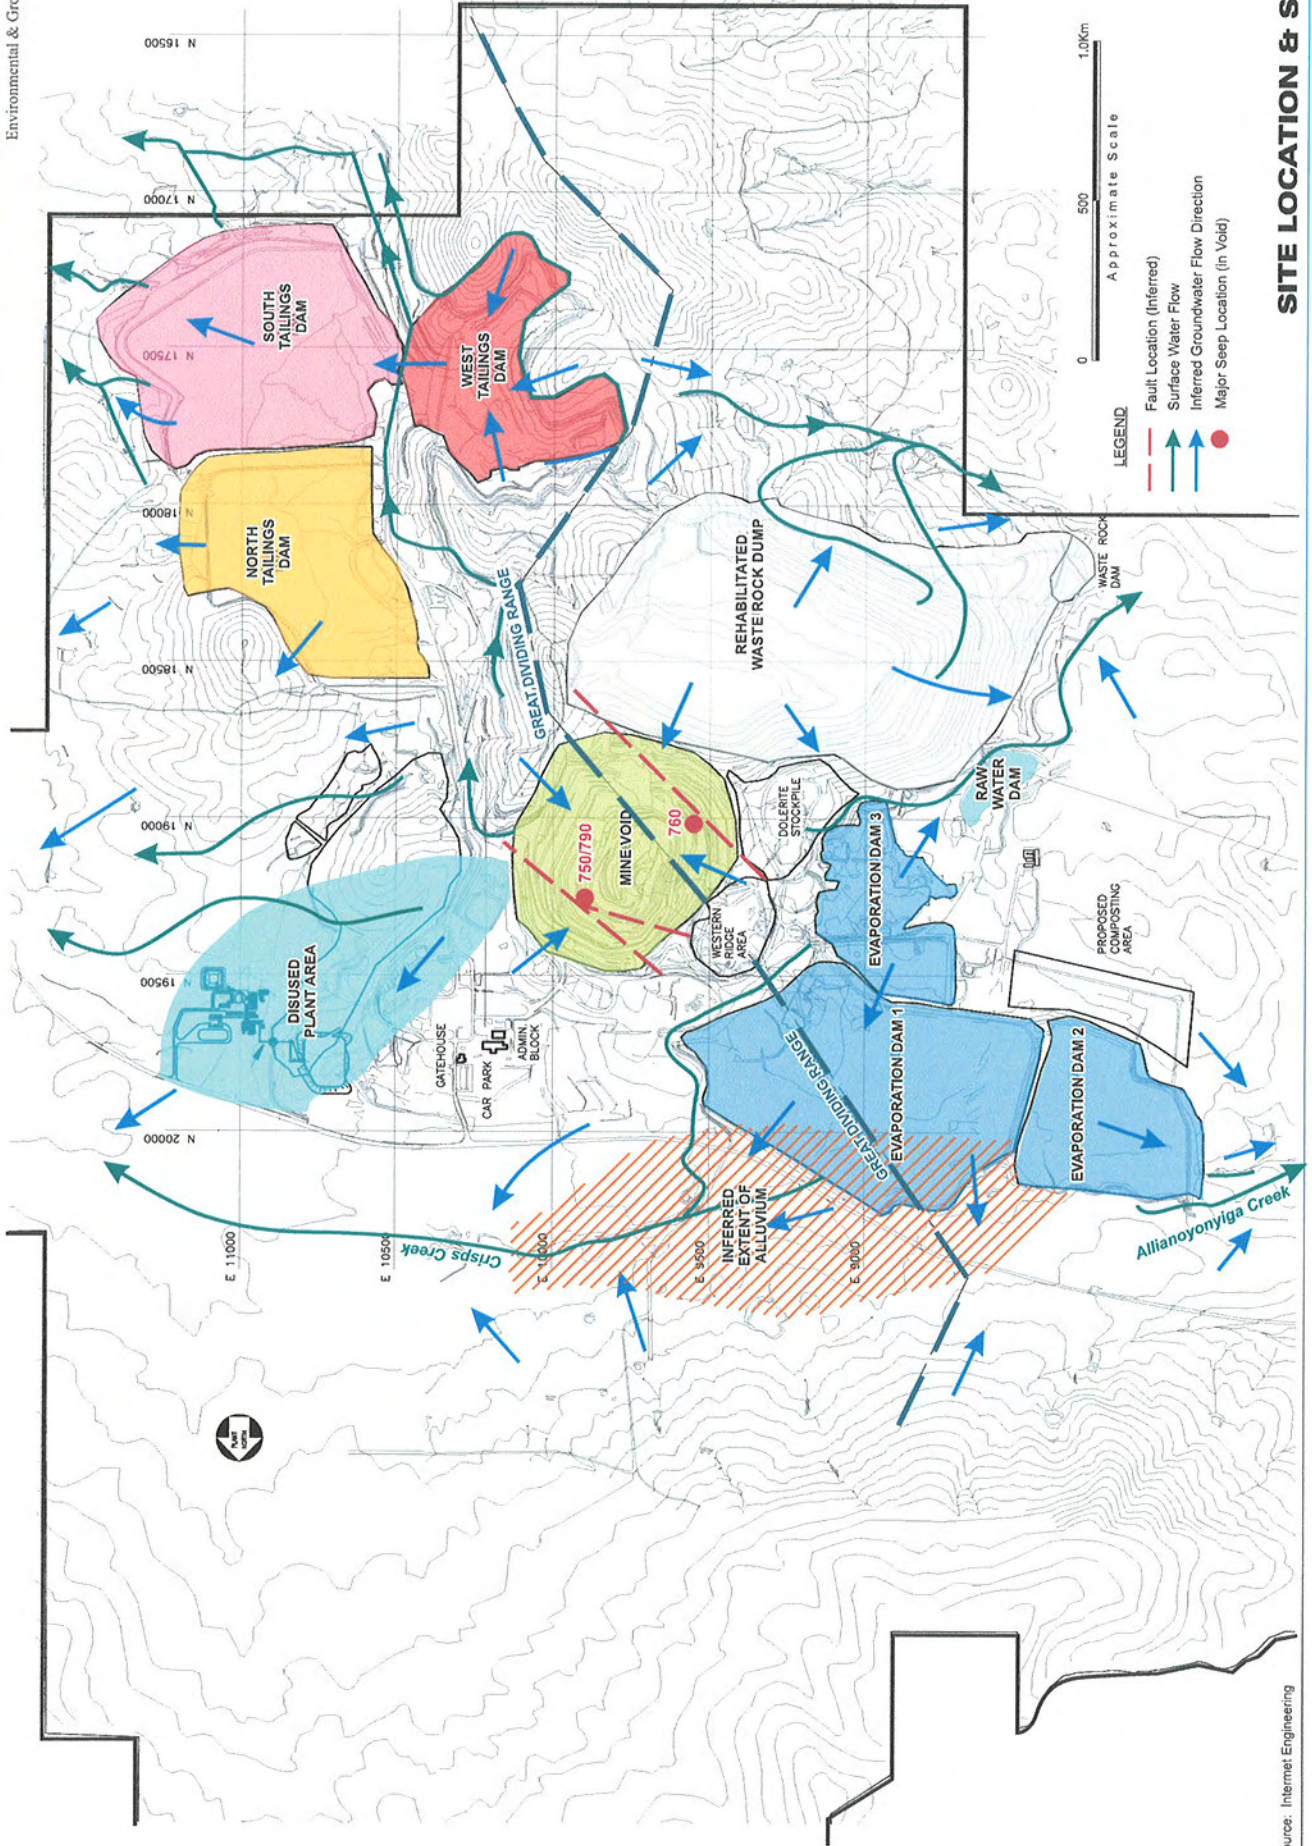 Environmental & Gro
N 16500
N 17000
N 17500
N 18000
N 18500
N 19000
N 19500
N 20000
E 11000
E 10500
E 10000
E 9500
E 9000
SOUTH
TAILINGS
DAM
WEST
TAILINGS
DAM
NORTH
TAILINGS
DAM
GREAT DIVIDING RANGE
REHABILITATED
WASTE ROCK DUMP
WASTE ROCK
DAM
MINE VOID
750/790
760
DOLERITE
STOCKPILE
WESTERN
RIDGE
AREA
RAW
WATER
DAM
EVAPORATION DAM 3
DISUSED
PLANT AREA
GATEHOUSE
CAR PARK
ADMIN.
BLOCK
EVAPORATION DAM 1
GREAT DIVIDING RANGE
EVAPORATION DAM 2
PROPOSED
COMPOSTING
AREA
INFERRED
EXTENT OF
ALLUVIUM
Crisps Creek
Allianoyonyiga Creek
PLANT
NORTH
0 500 1.0Km
Approximate Scale
LEGEND
Fault Location (Inferred)
Surface Water Flow
Inferred Groundwater Flow Direction
Major Seep Location (in Void)
SITE LOCATION & S
urce: Internet Engineering